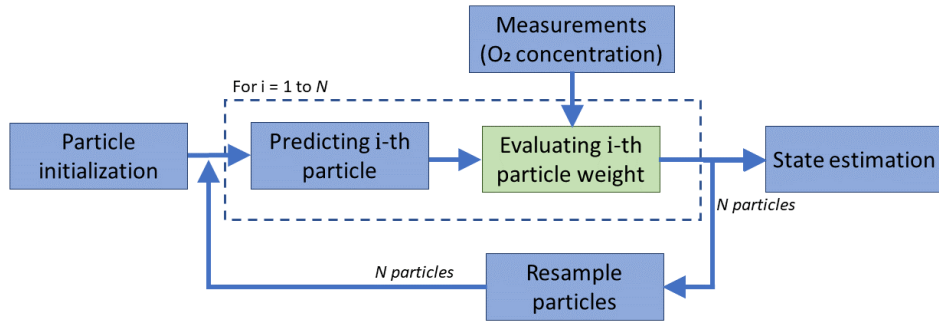 Measurements
(O₂ concentration)
For i = 1 to N
Particle
initialization
Predicting i-th
particle
Evaluating i-th
particle weight
State estimation
N particles
N particles
Resample
particles